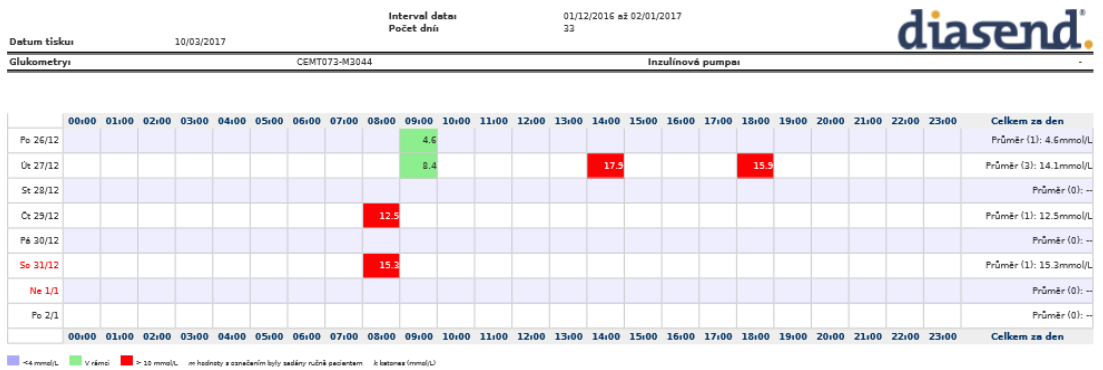 Interval data: 01/12/2016 až 02/01/2017
Počet dní: 33
diasend.®
Datum tisku: 10/03/2017
Glukometry: CEMT073-M3044 Inzulínová pumpa: -
00:00 01:00 02:00 03:00 04:00 05:00 06:00 07:00 08:00 09:00 10:00 11:00 12:00 13:00 14:00 15:00 16:00 17:00 18:00 19:00 20:00 21:00 22:00 23:00 Celkem za den
Po 26/12 4.6 Průměr (1): 4.6mmol/L
Út 27/12 8.4 17.9 15.9 Průměr (3): 14.1mmol/L
St 28/12 Průměr (0): --
Čt 29/12 12.5 Průměr (1): 12.5mmol/L
Pá 30/12 Průměr (0): --
So 31/12 15.3 Průměr (1): 15.3mmol/L
Ne 1/1 Průměr (0): --
Po 2/1 Průměr (0): --
00:00 01:00 02:00 03:00 04:00 05:00 06:00 07:00 08:00 09:00 10:00 11:00 12:00 13:00 14:00 15:00 16:00 17:00 18:00 19:00 20:00 21:00 22:00 23:00 Celkem za den
<4 mmol/L V rámci > 10 mmol/L m hodnoty s označením byly zadány ručně pacientem k ketones (mmol/L)